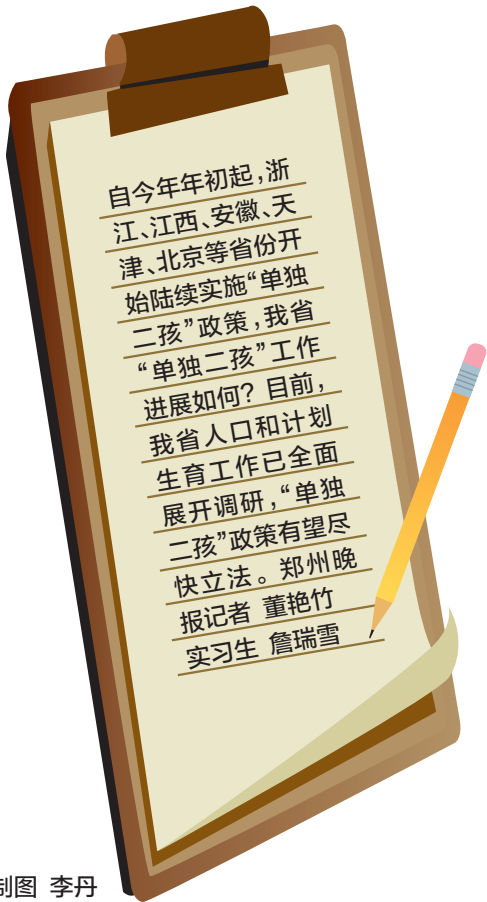 自今年年初起，浙
江、江西、安徽、天
津、北京等省份开
始陆续实施“单独
二孩”政策，我省
“单独二孩”工作
进展如何？目前，
我省人口和计划
生育工作已全面
展开调研，“单独
二孩”政策有望尽
快立法。郑州晚
报记者 董艳竹
实习生 詹瑞雪
制图 李丹